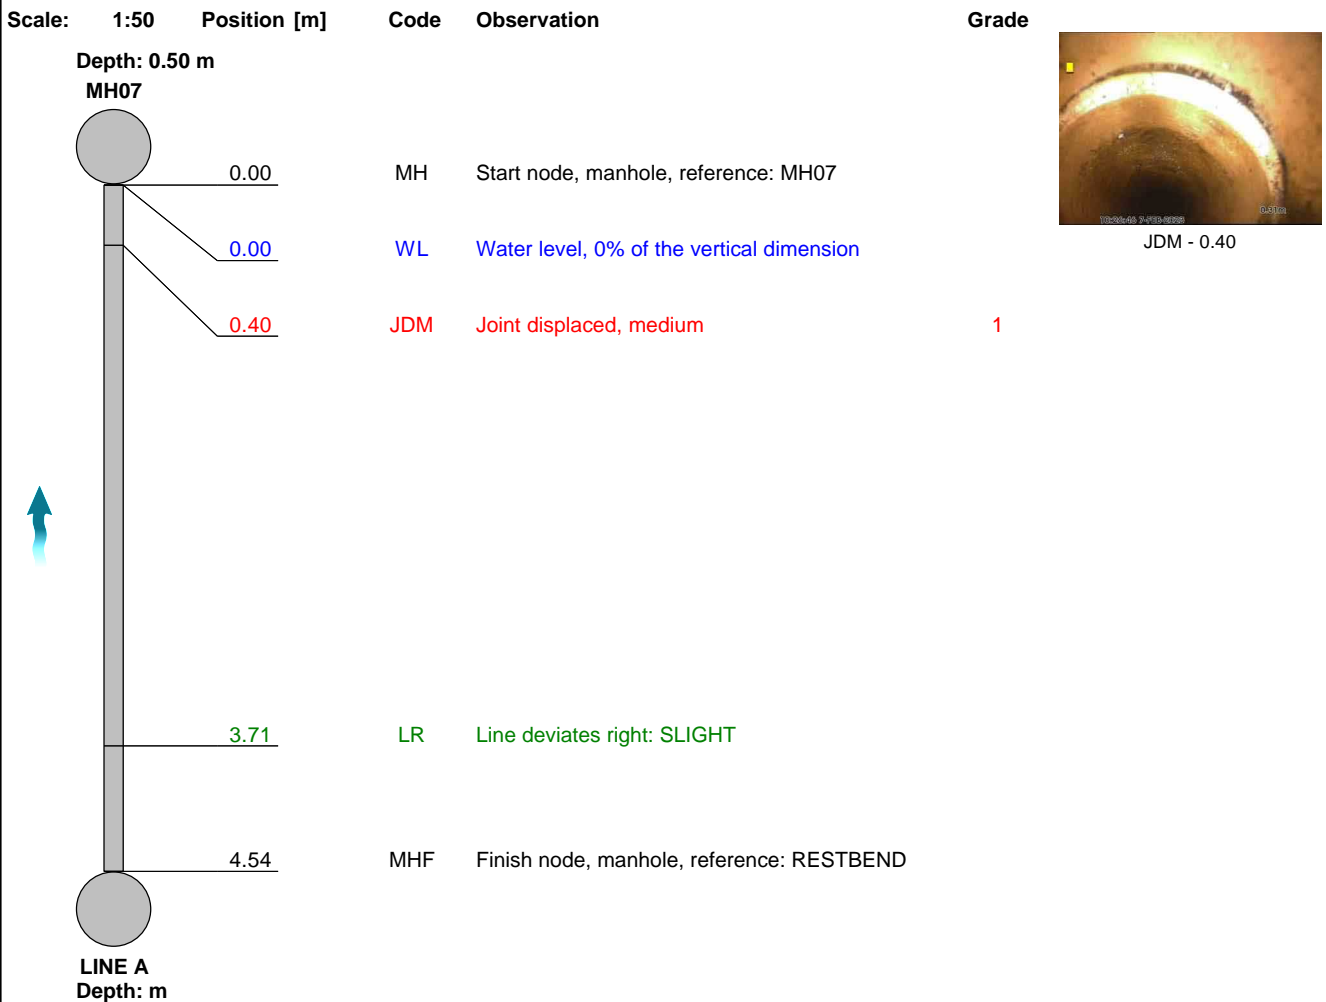 Scale: 1:50 Position [m] Code Observation Grade
Depth: 0.50 m
MH07
0.00 MH Start node, manhole, reference: MH07
0.00 WL Water level, 0% of the vertical dimension
0.40 JDM Joint displaced, medium 1
3.71 LR Line deviates right: SLIGHT
4.54 MHF Finish node, manhole, reference: RESTBEND
LINE A
Depth: m
0.31m
JDM - 0.40